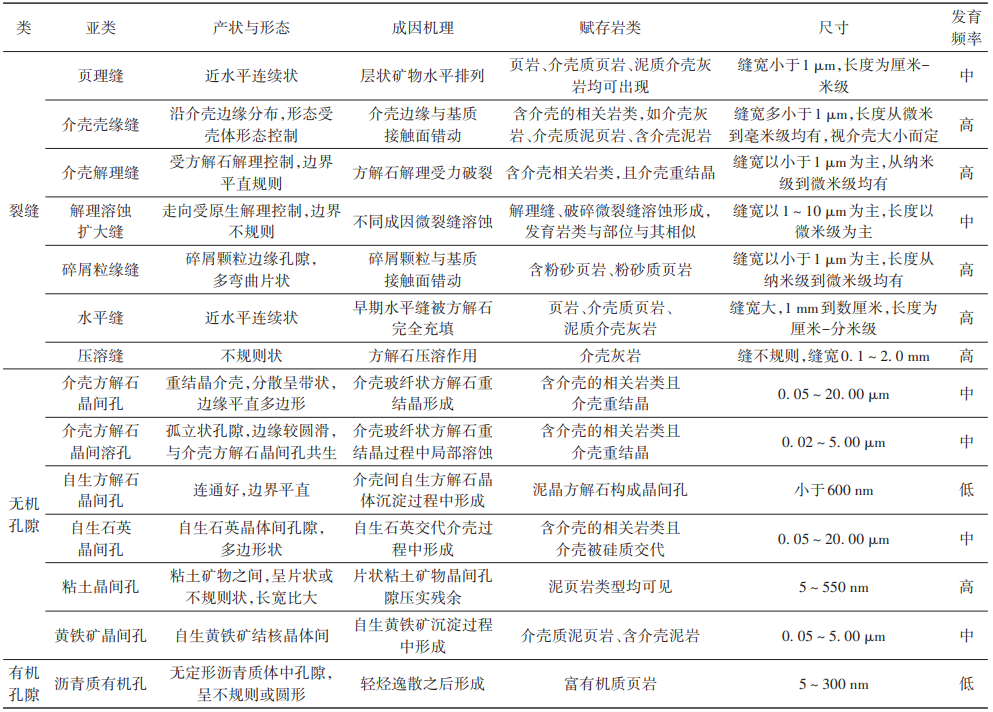 类 亚类 产状与形态 成因机理 赋存岩类 尺寸 发育频率
裂缝
页理缝 近水平连续状 层状矿物水平排列 页岩、介壳质页岩、泥质介壳灰岩均可出现 缝宽小于1 μm,长度为厘米-米级 中
介壳壳缘缝 沿介壳边缘分布,形态受壳体形态控制 介壳边缘与基质接触面错动 含介壳的相关岩类,如介壳灰岩、介壳质泥页岩、含介壳泥岩 缝宽多小于1 μm,长度从微米到毫米级均有,视介壳大小而定 高
介壳解理缝 受方解石解理控制,边界平直规则 方解石解理受力破裂 含介壳相关岩类,且介壳重结晶 缝宽以小于1 μm为主,从纳米级到微米级均有 高
解理溶蚀扩大缝 走向受原生解理控制,边界不规则 不同成因微裂缝溶蚀 解理缝、破碎微裂缝溶蚀形成,发育岩类与部位与其相似 缝宽以1~10 μm为主,长度以微米级为主 中
碎屑粒缘缝 碎屑颗粒边缘孔隙,多弯曲片状 碎屑颗粒与基质接触面错动 含粉砂页岩、粉砂质页岩 缝宽以小于1 μm为主,长度从纳米级到微米级均有 高
水平缝 近水平连续状 早期水平缝被方解石完全充填 页岩、介壳质页岩、泥质介壳灰岩 缝宽大,1 mm到数厘米,长度为厘米-分米级 高
压溶缝 不规则状 方解石压溶作用 介壳灰岩 缝不规则,缝宽0.1~2.0 mm 高
无机孔隙
介壳方解石晶间孔 重结晶介壳,分散呈带状,边缘平直多边形 介壳玻纤状方解石重结晶形成 含介壳的相关岩类且介壳重结晶 0.05~20.00 μm 中
介壳方解石晶间溶孔 孤立状孔隙,边缘较圆滑,与介壳方解石晶间孔共生 介壳玻纤状方解石重结晶过程中局部溶蚀 含介壳的相关岩类且介壳重结晶 0.02~5.00 μm 中
自生方解石晶间孔 连通好,边界平直 介壳间自生方解石晶体沉淀过程中形成 泥晶方解石构成晶间孔 小于600 nm 低
自生石英晶间孔 自生石英晶体间孔隙,多边形状 自生石英交代介壳过程中形成 含介壳的相关岩类且介壳被硅质交代 0.05~20.00 μm 中
粘土晶间孔 粘土矿物之间,呈片状或不规则状,长宽比大 片状粘土矿物晶间孔隙压实残余 泥页岩类型均可见 5~550 nm 高
黄铁矿晶间孔 自生黄铁矿结核晶体间 自生黄铁矿沉淀过程中形成 介壳质泥页岩、含介壳泥岩 0.05~5.00 μm 中
有机孔隙
沥青质有机孔 无定形沥青质体中孔隙,呈不规则或圆形 轻烃逸散之后形成 富有机质页岩 5~300 nm 低